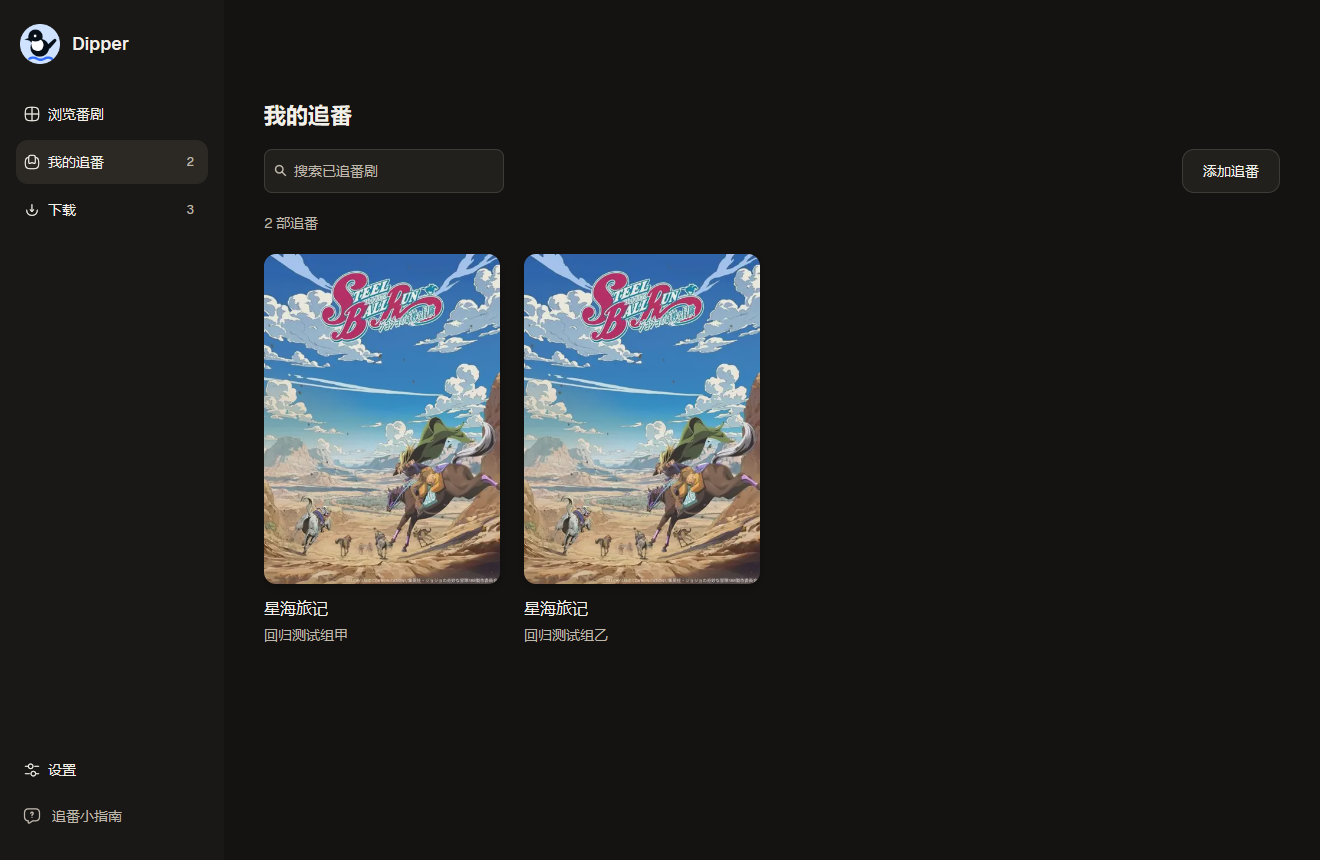 Dipper
浏览番剧
我的追番 2
下载 3
设置
追番小指南
我的追番
搜索已追番剧
添加追番
2 部追番
STEEL BALL RUN
STEEL BALL RUN
星海旅记
回归测试组甲
星海旅记
回归测试组乙